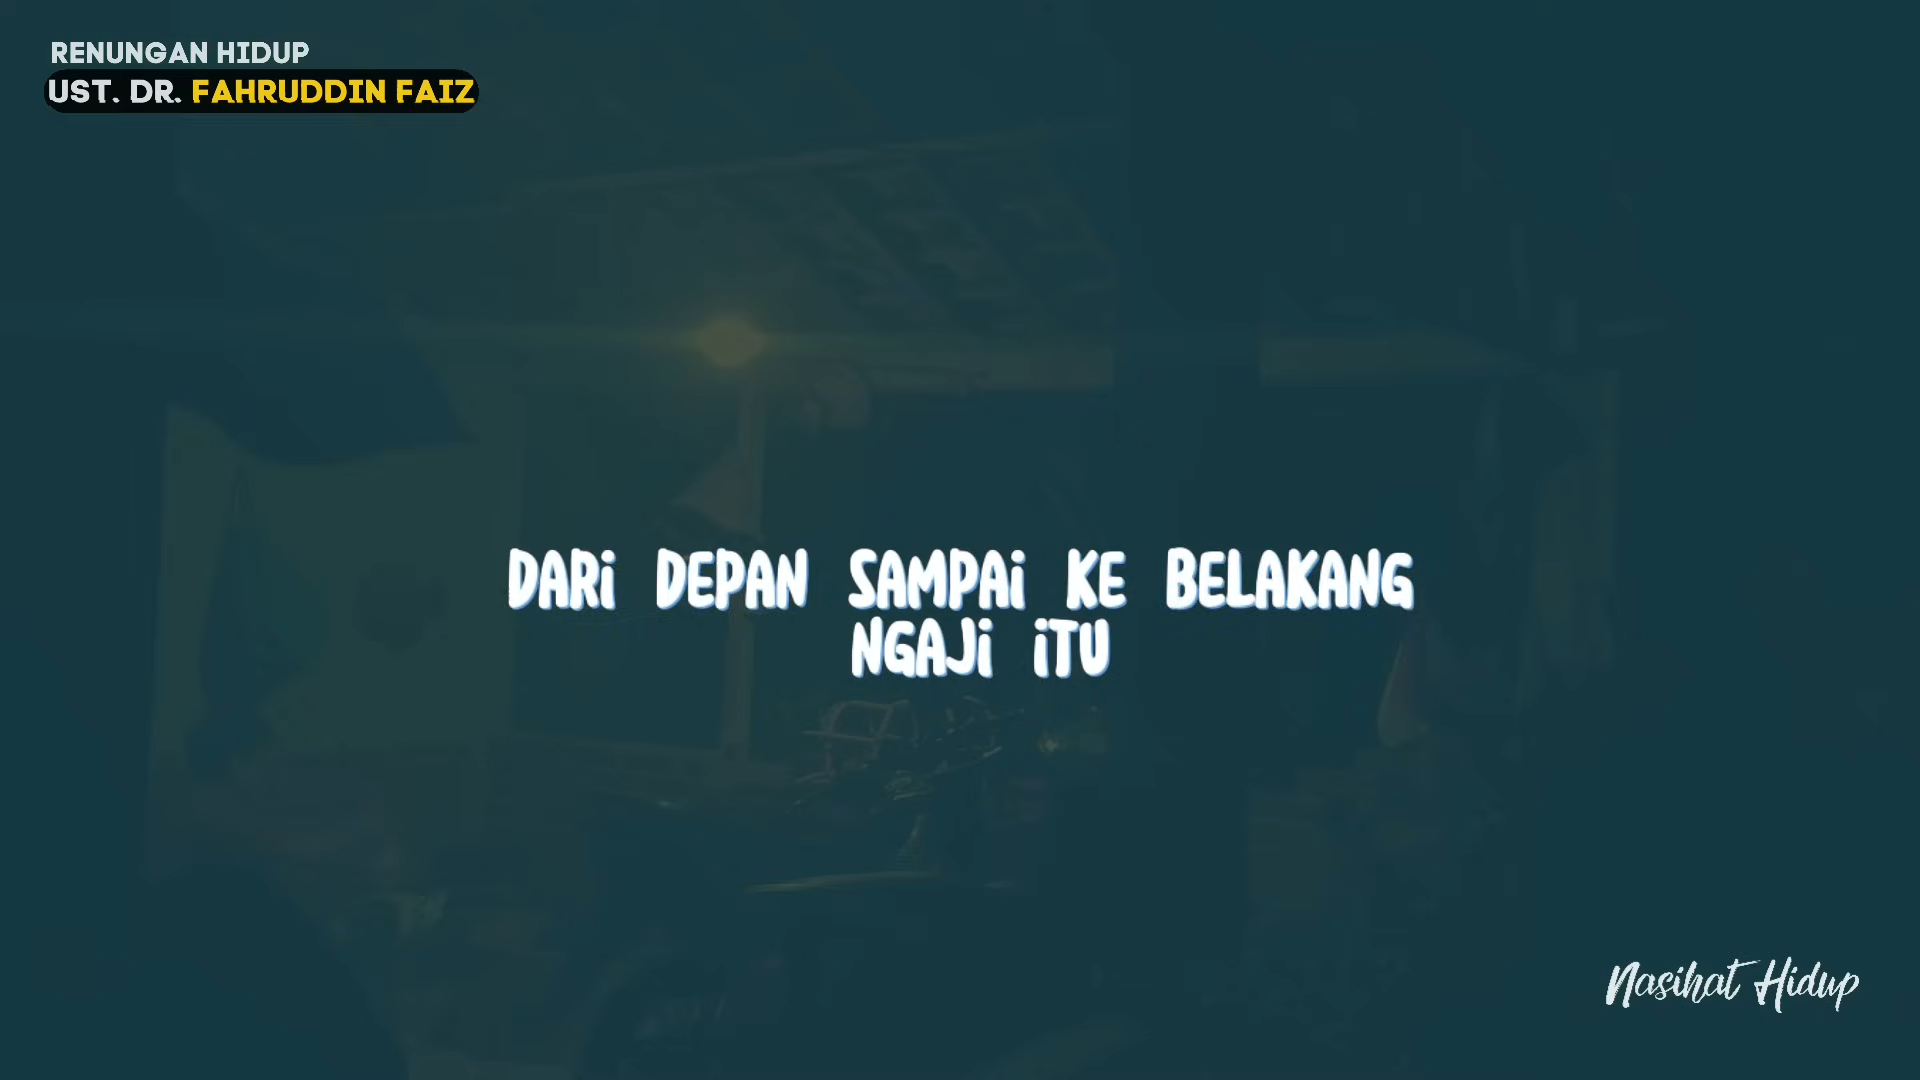 RENUNGAN HIDUP
UST. DR. FAHRUDDIN FAIZ
DARI DEPAN SAMPAI KE BELAKANG
NGAJI ITU
Nasihat Hidup